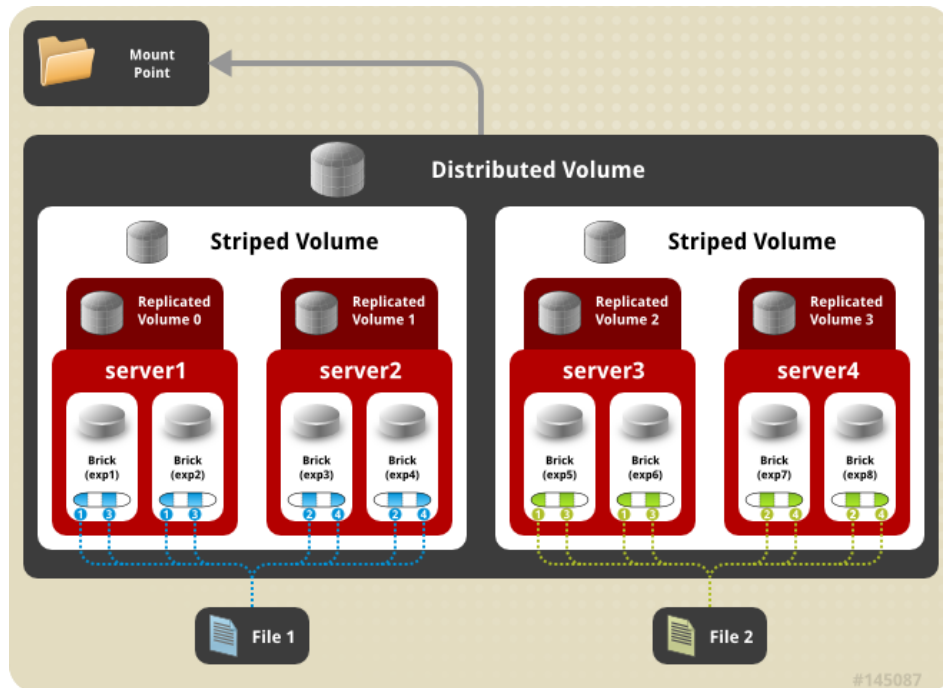 Mount
Point
Distributed Volume
Striped Volume
Striped Volume
Replicated
Volume 0
Replicated
Volume 1
Replicated
Volume 2
Replicated
Volume 3
server1
server2
server3
server4
Brick
(exp1)
Brick
(exp2)
Brick
(exp3)
Brick
(exp4)
Brick
(exp5)
Brick
(exp6)
Brick
(exp7)
Brick
(exp8)
1 3 1 3 2 4 2 4 1 3 1 3 2 4 2 4
File 1
File 2
#145087